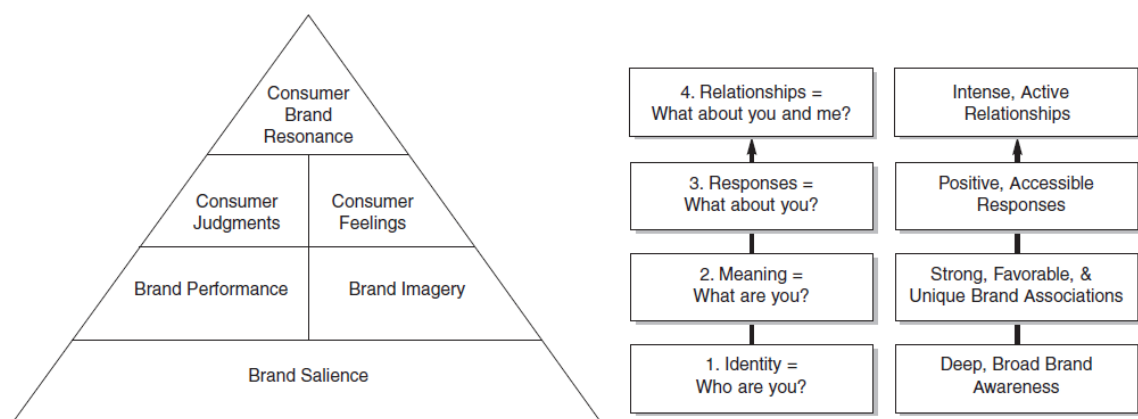 Consumer
Brand
Resonance
Consumer
Judgments
Consumer
Feelings
Brand Performance
Brand Imagery
Brand Salience
4. Relationships =
What about you and me?
Intense, Active
Relationships
3. Responses =
What about you?
Positive, Accessible
Responses
2. Meaning =
What are you?
Strong, Favorable, &
Unique Brand Associations
1. Identity =
Who are you?
Deep, Broad Brand
Awareness